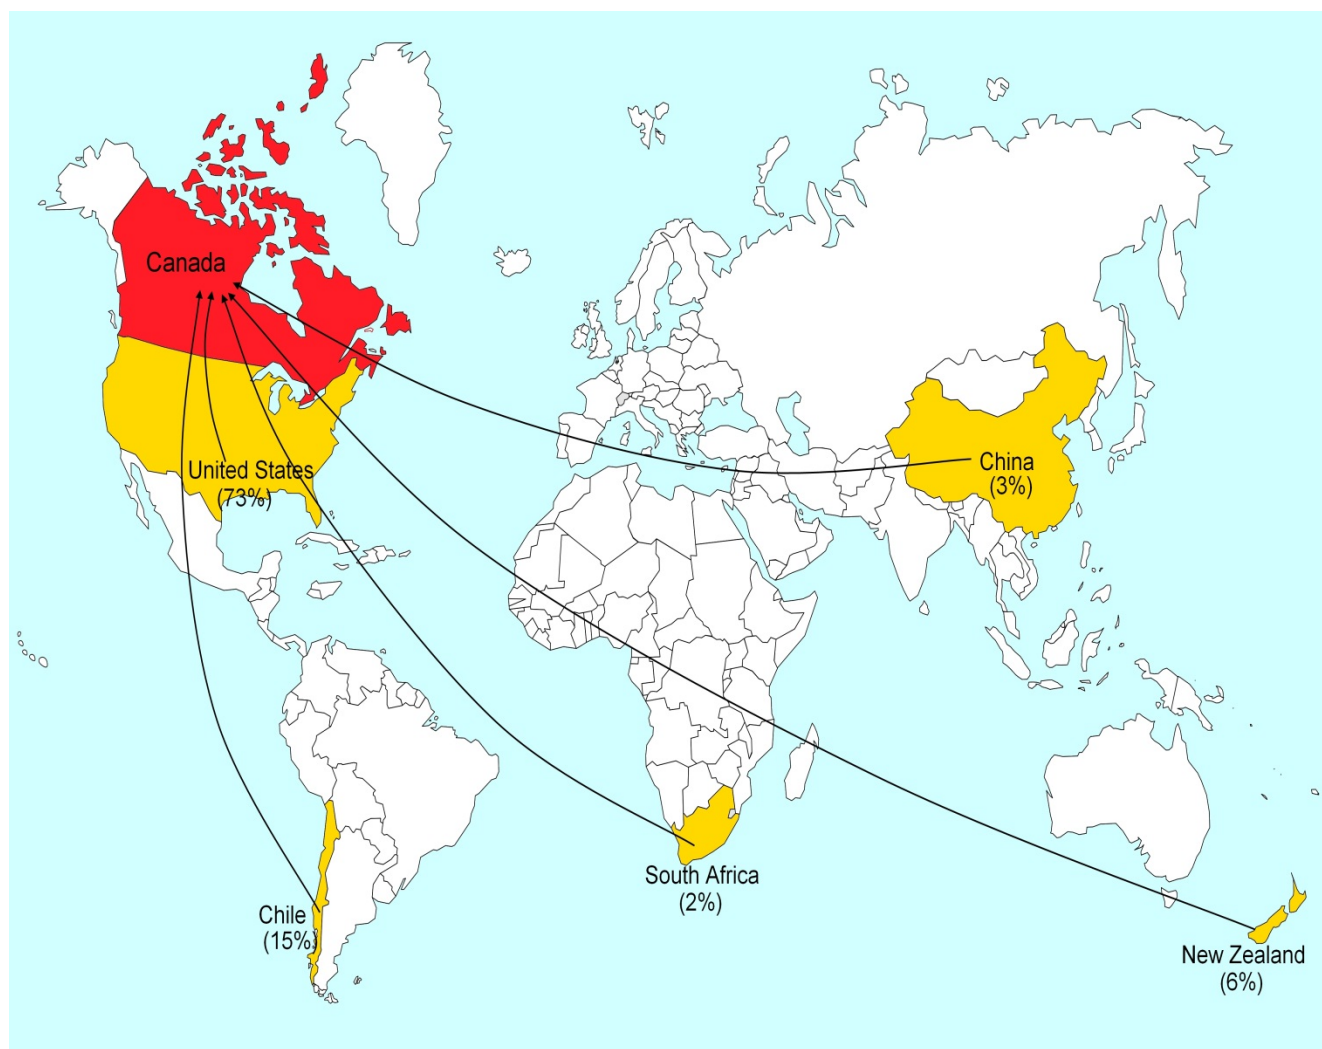 Canada
United States
(73%)
China
(3%)
South Africa
(2%)
Chile
(15%)
New Zealand
(6%)